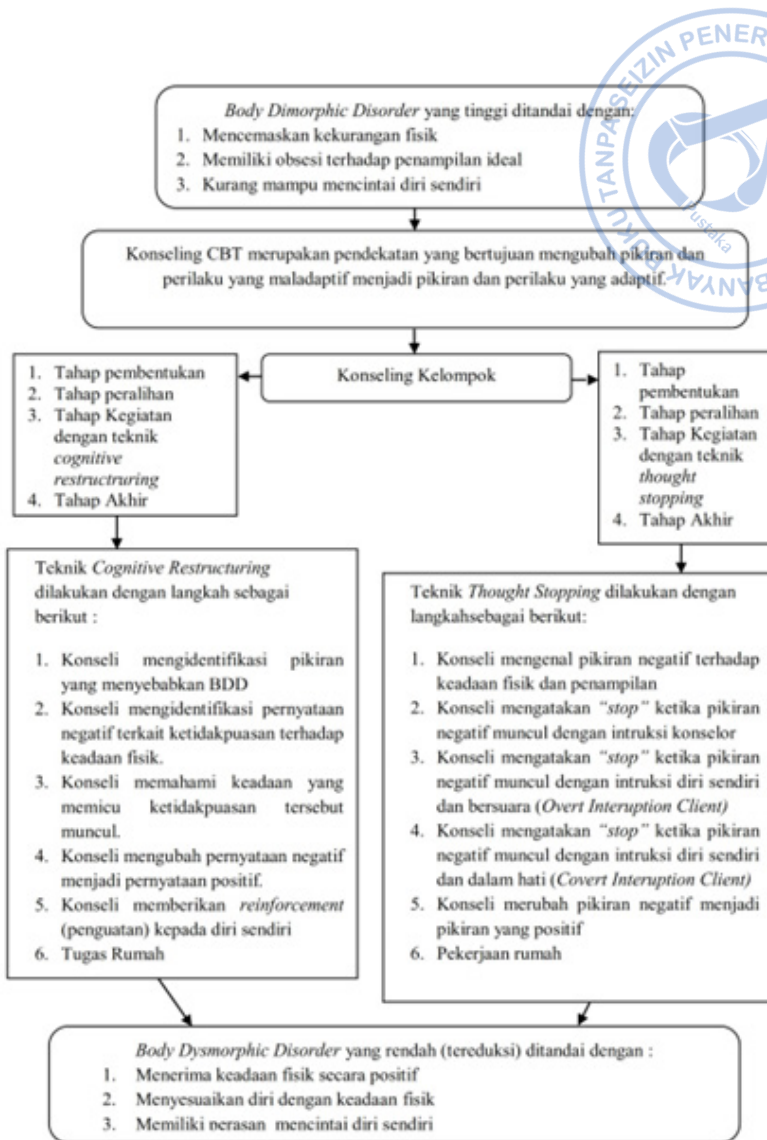 TANPA SEIZIN PENER
Body Dimorphic Disorder yang tinggi ditandai dengan:
1. Mencemaskan kekurangan fisik
2. Memiliki obsesi terhadap penampilan ideal
3. Kurang mampu mencintai diri sendiri
Pustaka
BANYAK BUKU
Konseling CBT merupakan pendekatan yang bertujuan mengubah pikiran dan
perilaku yang maladaptif menjadi pikiran dan perilaku yang adaptif.
1. Tahap pembentukan
2. Tahap peralihan
3. Tahap Kegiatan
dengan teknik
cognitive
restructruring
4. Tahap Akhir
Konseling Kelompok
1. Tahap
pembentukan
2. Tahap peralihan
3. Tahap Kegiatan
dengan teknik
thought
stopping
4. Tahap Akhir
Teknik Cognitive Restructuring
dilakukan dengan langkah sebagai
berikut :
1. Konseli mengidentifikasi pikiran
yang menyebabkan BDD
2. Konseli mengidentifikasi pernyataan
negatif terkait ketidakpuasan terhadap
keadaan fisik.
3. Konseli memahami keadaan yang
memicu ketidakpuasan tersebut
muncul.
4. Konseli mengubah pernyataan negatif
menjadi pernyataan positif.
5. Konseli memberikan reinforcement
(penguatan) kepada diri sendiri
6. Tugas Rumah
Teknik Thought Stopping dilakukan dengan
langkahsebagai berikut:
1. Konseli mengenal pikiran negatif terhadap
keadaan fisik dan penampilan
2. Konseli mengatakan "stop" ketika pikiran
negatif muncul dengan intruksi konselor
3. Konseli mengatakan "stop" ketika pikiran
negatif muncul dengan intruksi diri sendiri
dan bersuara (Overt Interuption Client)
4. Konseli mengatakan "stop" ketika pikiran
negatif muncul dengan intruksi diri sendiri
dan dalam hati (Covert Interuption Client)
5. Konseli merubah pikiran negatif menjadi
pikiran yang positif
6. Pekerjaan rumah
Body Dysmorphic Disorder yang rendah (tereduksi) ditandai dengan :
1. Menerima keadaan fisik secara positif
2. Menyesuaikan diri dengan keadaan fisik
3. Memiliki perasan mencintai diri sendiri